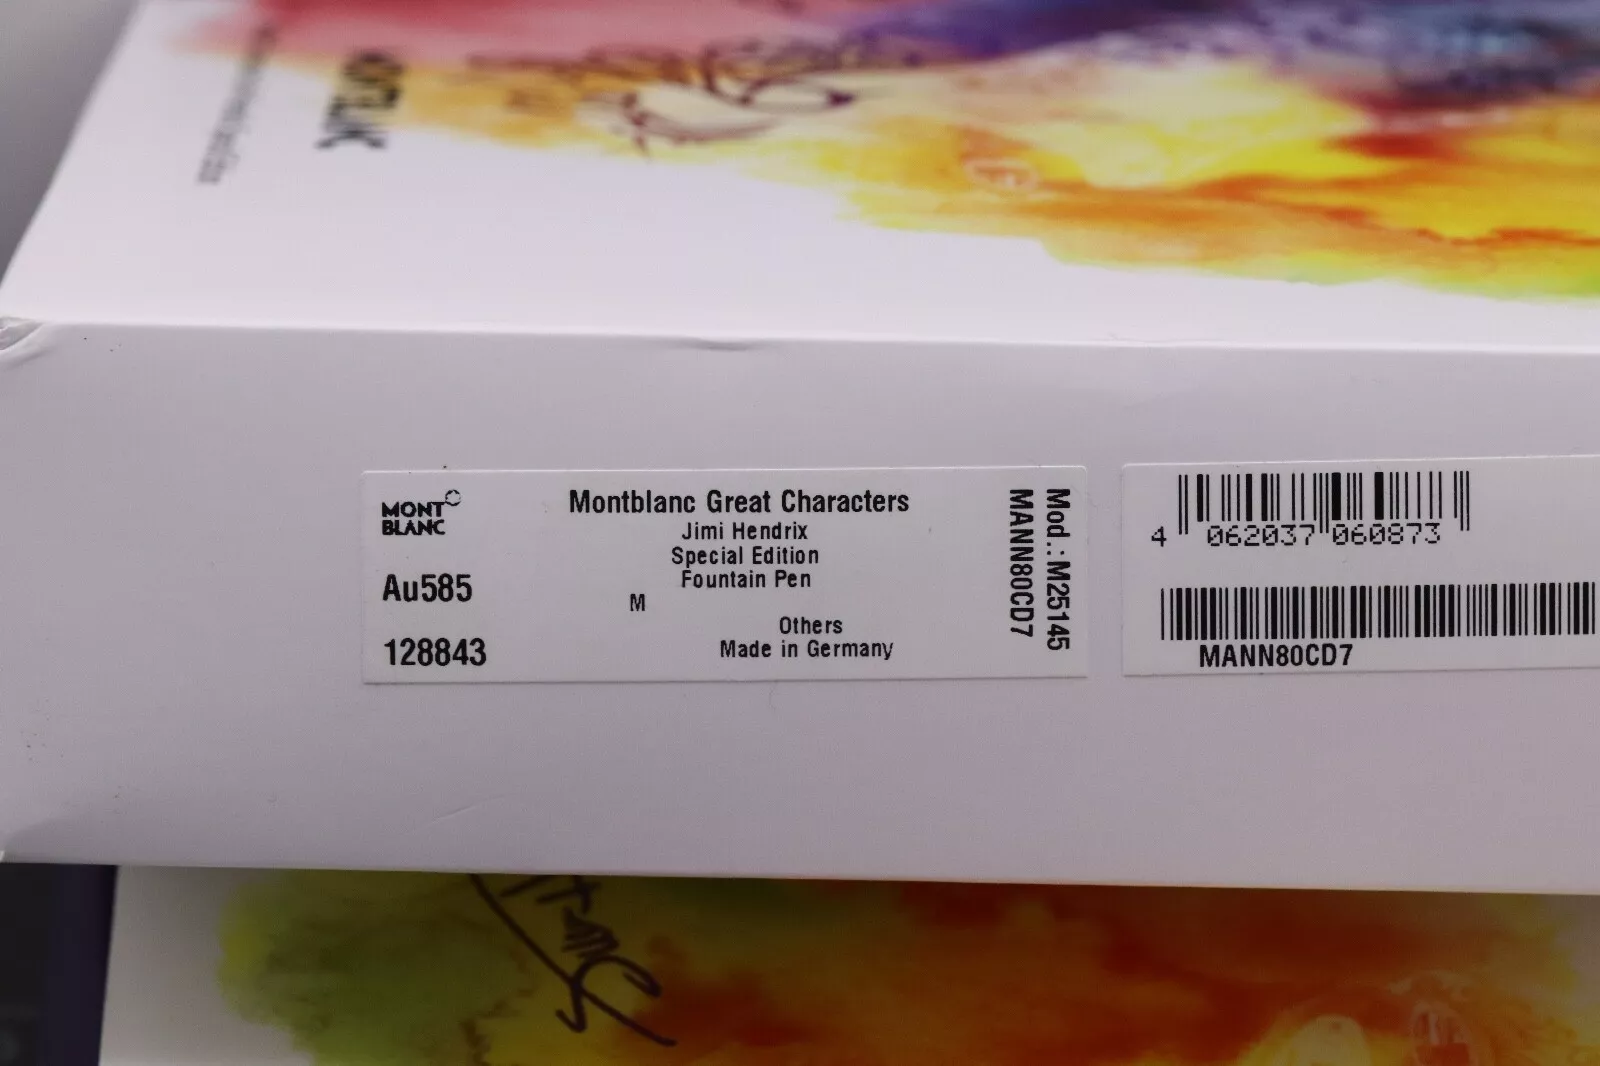 MONT
BLANC
Au585
128843
Montblanc Great Characters
Jimi Hendrix
Special Edition
Fountain Pen
M
Others
Made in Germany
Mod.: M25145
MANN80CD7
4 062037 060873
MANN80CD7